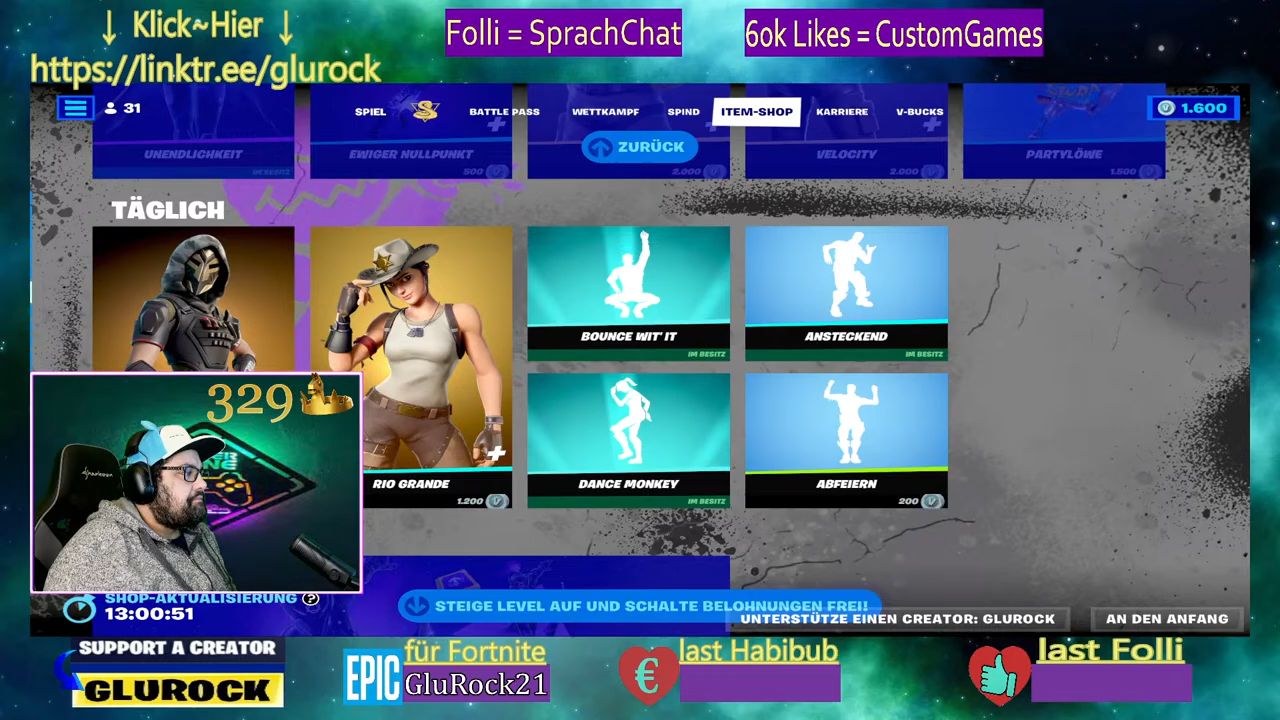 ↓ Klick~Hier ↓
https://linktr.ee/glurock
Folli = SprachChat
60k Likes = CustomGames
31
SPIEL
BATTLE PASS
WETTKAMPF
SPIND
ITEM-SHOP
KARRIERE
V-BUCKS
1.600
ZURÜCK
UNENDLICHKEIT
IM BESITZ
EWIGER NULLPUNKT
500
2.000
VELOCITY
2.000
PARTYLÖWE
1.500
TÄGLICH
BOUNCE WIT' IT
IM BESITZ
ANSTECKEND
IM BESITZ
329
RIO GRANDE
1.200
DANCE MONKEY
IM BESITZ
ABFEIERN
200
SHOP-AKTUALISIERUNG ?
13:00:51
STEIGE LEVEL AUF UND SCHALTE BELOHNUNGEN FREI!
UNTERSTÜTZE EINEN CREATOR: GLUROCK
AN DEN ANFANG
SUPPORT A CREATOR
GLUROCK
EPIC
für Fortnite
GluRock21
€
last Habibub
last Folli